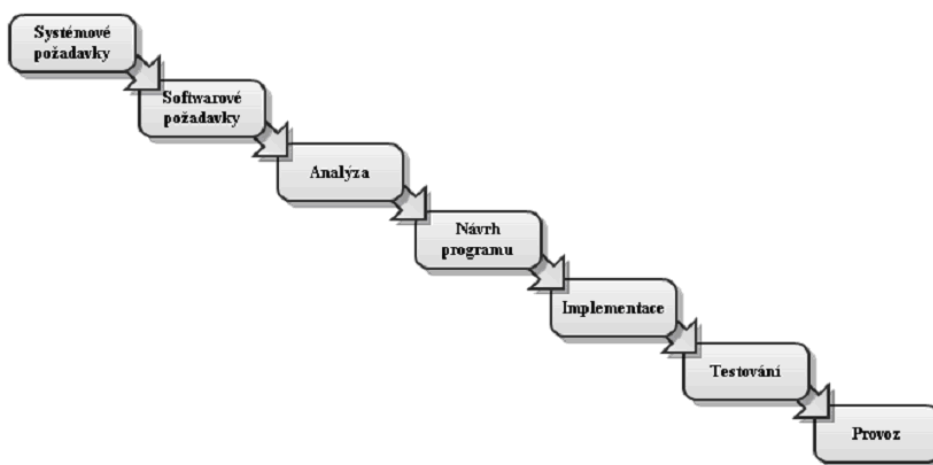 Systémové
požadavky
Softwarové
požadavky
Analýza
Návrh
programu
Implementace
Testování
Provoz